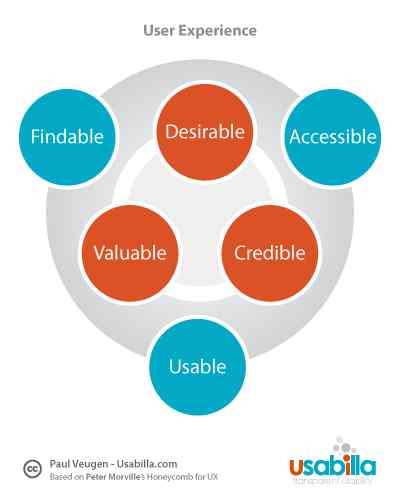 User Experience
Findable
Desirable
Accessible
Valuable
Credible
Usable
cc
Paul Veugen - Usabilla.com
Based on Peter Morville's Honeycomb for UX
usabilla
transparent usability